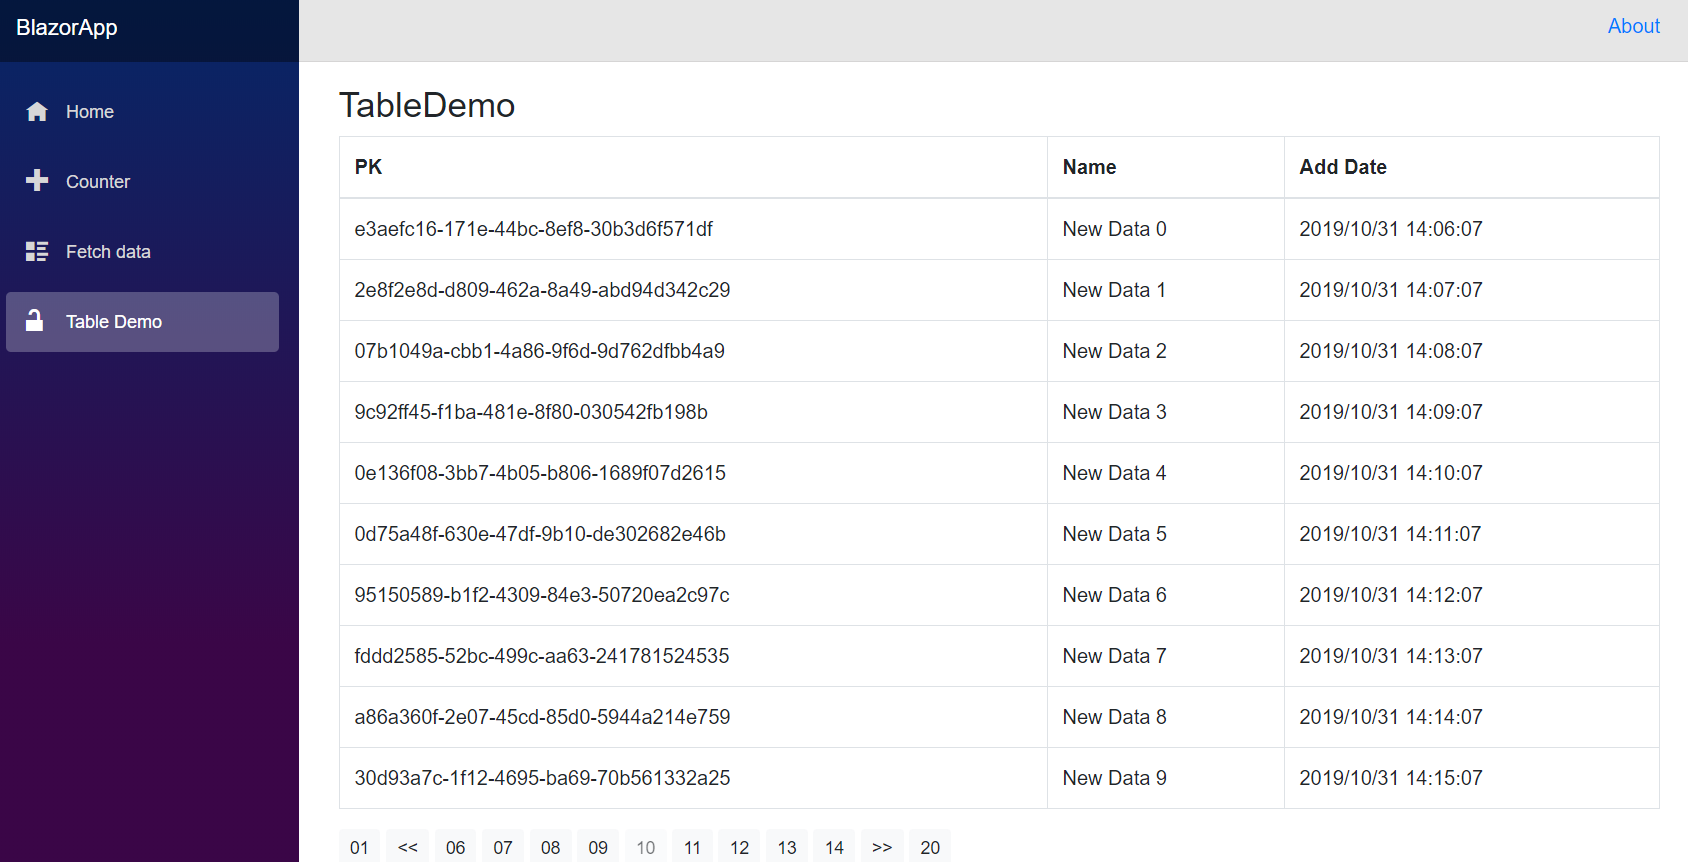 BlazorApp
About
Home
Counter
Fetch data
Table Demo
TableDemo
PK Name Add Date
e3aefc16-171e-44bc-8ef8-30b3d6f571df New Data 0 2019/10/31 14:06:07
2e8f2e8d-d809-462a-8a49-abd94d342c29 New Data 1 2019/10/31 14:07:07
07b1049a-cbb1-4a86-9f6d-9d762dfbb4a9 New Data 2 2019/10/31 14:08:07
9c92ff45-f1ba-481e-8f80-030542fb198b New Data 3 2019/10/31 14:09:07
0e136f08-3bb7-4b05-b806-1689f07d2615 New Data 4 2019/10/31 14:10:07
0d75a48f-630e-47df-9b10-de302682e46b New Data 5 2019/10/31 14:11:07
95150589-b1f2-4309-84e3-50720ea2c97c New Data 6 2019/10/31 14:12:07
fddd2585-52bc-499c-aa63-241781524535 New Data 7 2019/10/31 14:13:07
a86a360f-2e07-45cd-85d0-5944a214e759 New Data 8 2019/10/31 14:14:07
30d93a7c-1f12-4695-ba69-70b561332a25 New Data 9 2019/10/31 14:15:07
01 << 06 07 08 09 10 11 12 13 14 >> 20